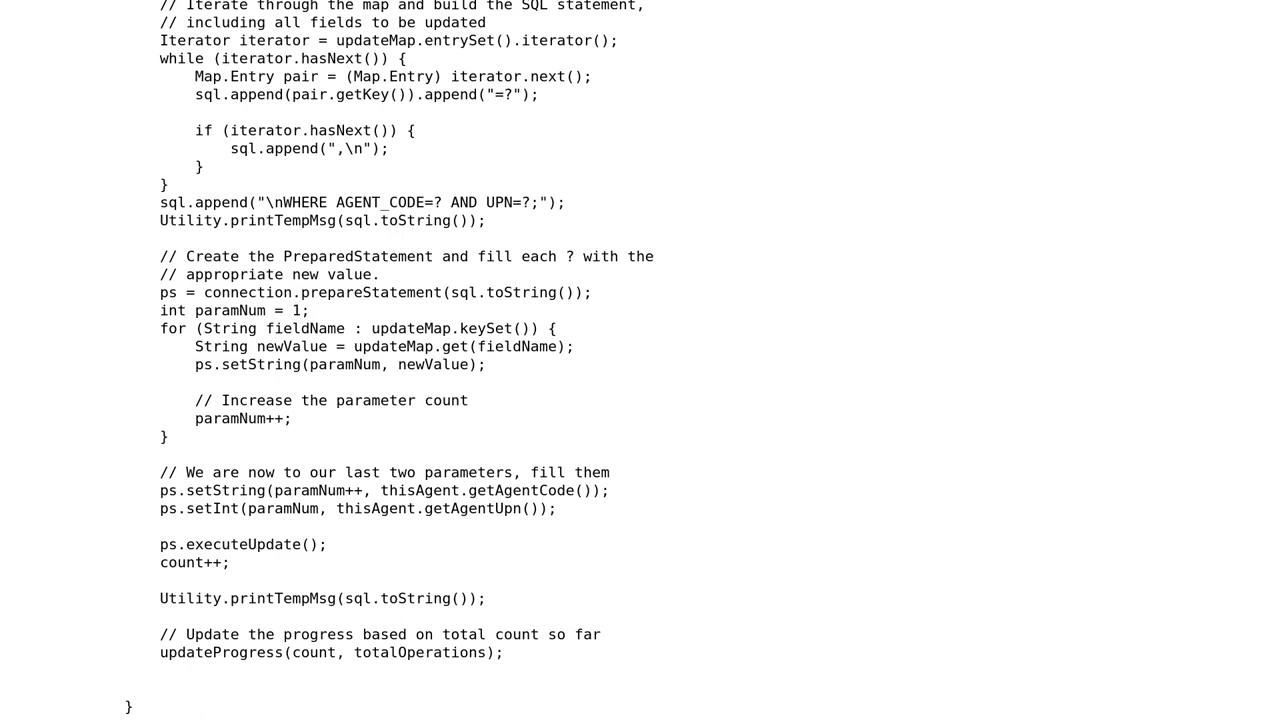 // Iterate through the map and build the SQL statement,
// including all fields to be updated
Iterator iterator = updateMap.entrySet().iterator();
while (iterator.hasNext()) {
Map.Entry pair = (Map.Entry) iterator.next();
sql.append(pair.getKey()).append("=?");
if (iterator.hasNext()) {
sql.append(",\n");
}
}
sql.append("\nWHERE AGENT_CODE=? AND UPN=?;");
Utility.printTempMsg(sql.toString());
// Create the PreparedStatement and fill each ? with the
// appropriate new value.
ps = connection.prepareStatement(sql.toString());
int paramNum = 1;
for (String fieldName : updateMap.keySet()) {
String newValue = updateMap.get(fieldName);
ps.setString(paramNum, newValue);
// Increase the parameter count
paramNum++;
}
// We are now to our last two parameters, fill them
ps.setString(paramNum++, thisAgent.getAgentCode());
ps.setInt(paramNum, thisAgent.getAgentUpn());
ps.executeUpdate();
count++;
Utility.printTempMsg(sql.toString());
// Update the progress based on total count so far
updateProgress(count, totalOperations);
}